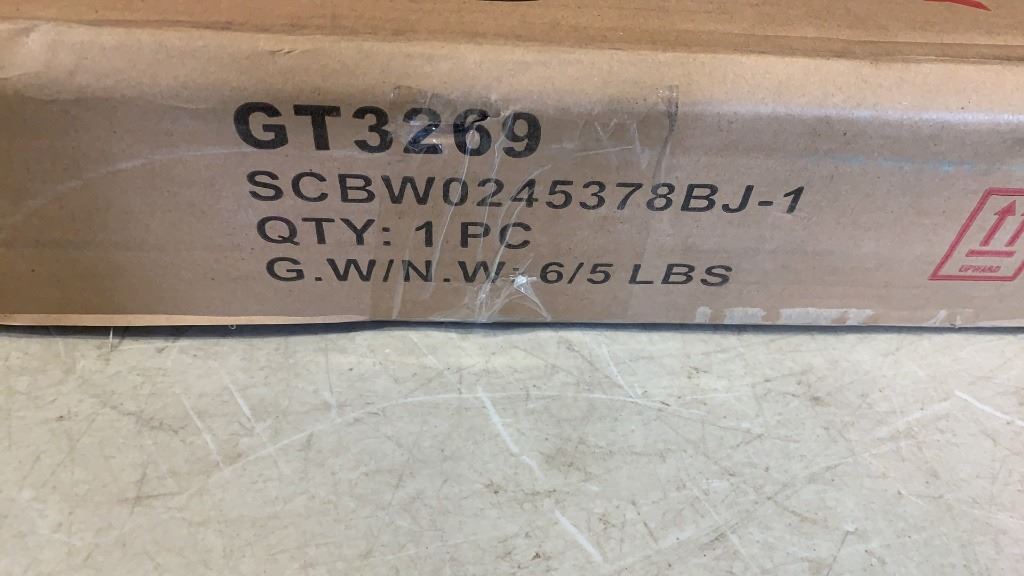 GT3269
SCBW0245378BJ-1
QTY: 1 PC
G.W/N.W: 6/5 LBS
UPWARD